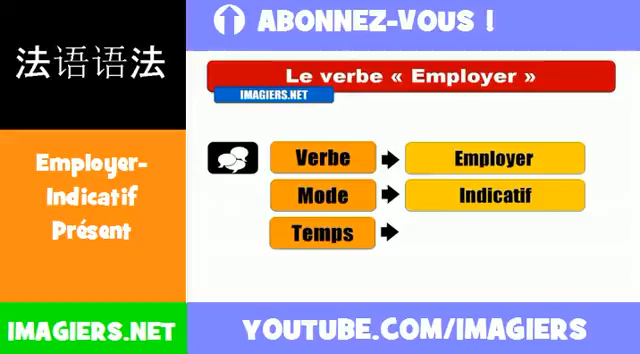 ABONNEZ-VOUS !
法语语法
Le verbe « Employer »
IMAGIERS.NET
Employer-
Indicatif
Présent
Verbe
Employer
Mode
Indicatif
Temps
IMAGIERS.NET
YOUTUBE.COM/IMAGIERS